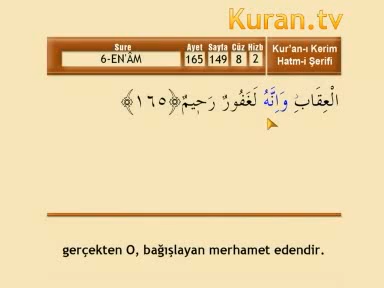 Kuran.tv
Sure Ayet Sayfa Cüz Hizb
6-EN'ÂM 165 149 8 2
Kur'an-ı Kerim
Hatm-i Şerifi
الْعِقَابِۘ وَاِنَّهُ لَغَفُورٌ رَحٖيمٌ ﴿١٦٥﴾
gerçekten O, bağışlayan merhamet edendir.